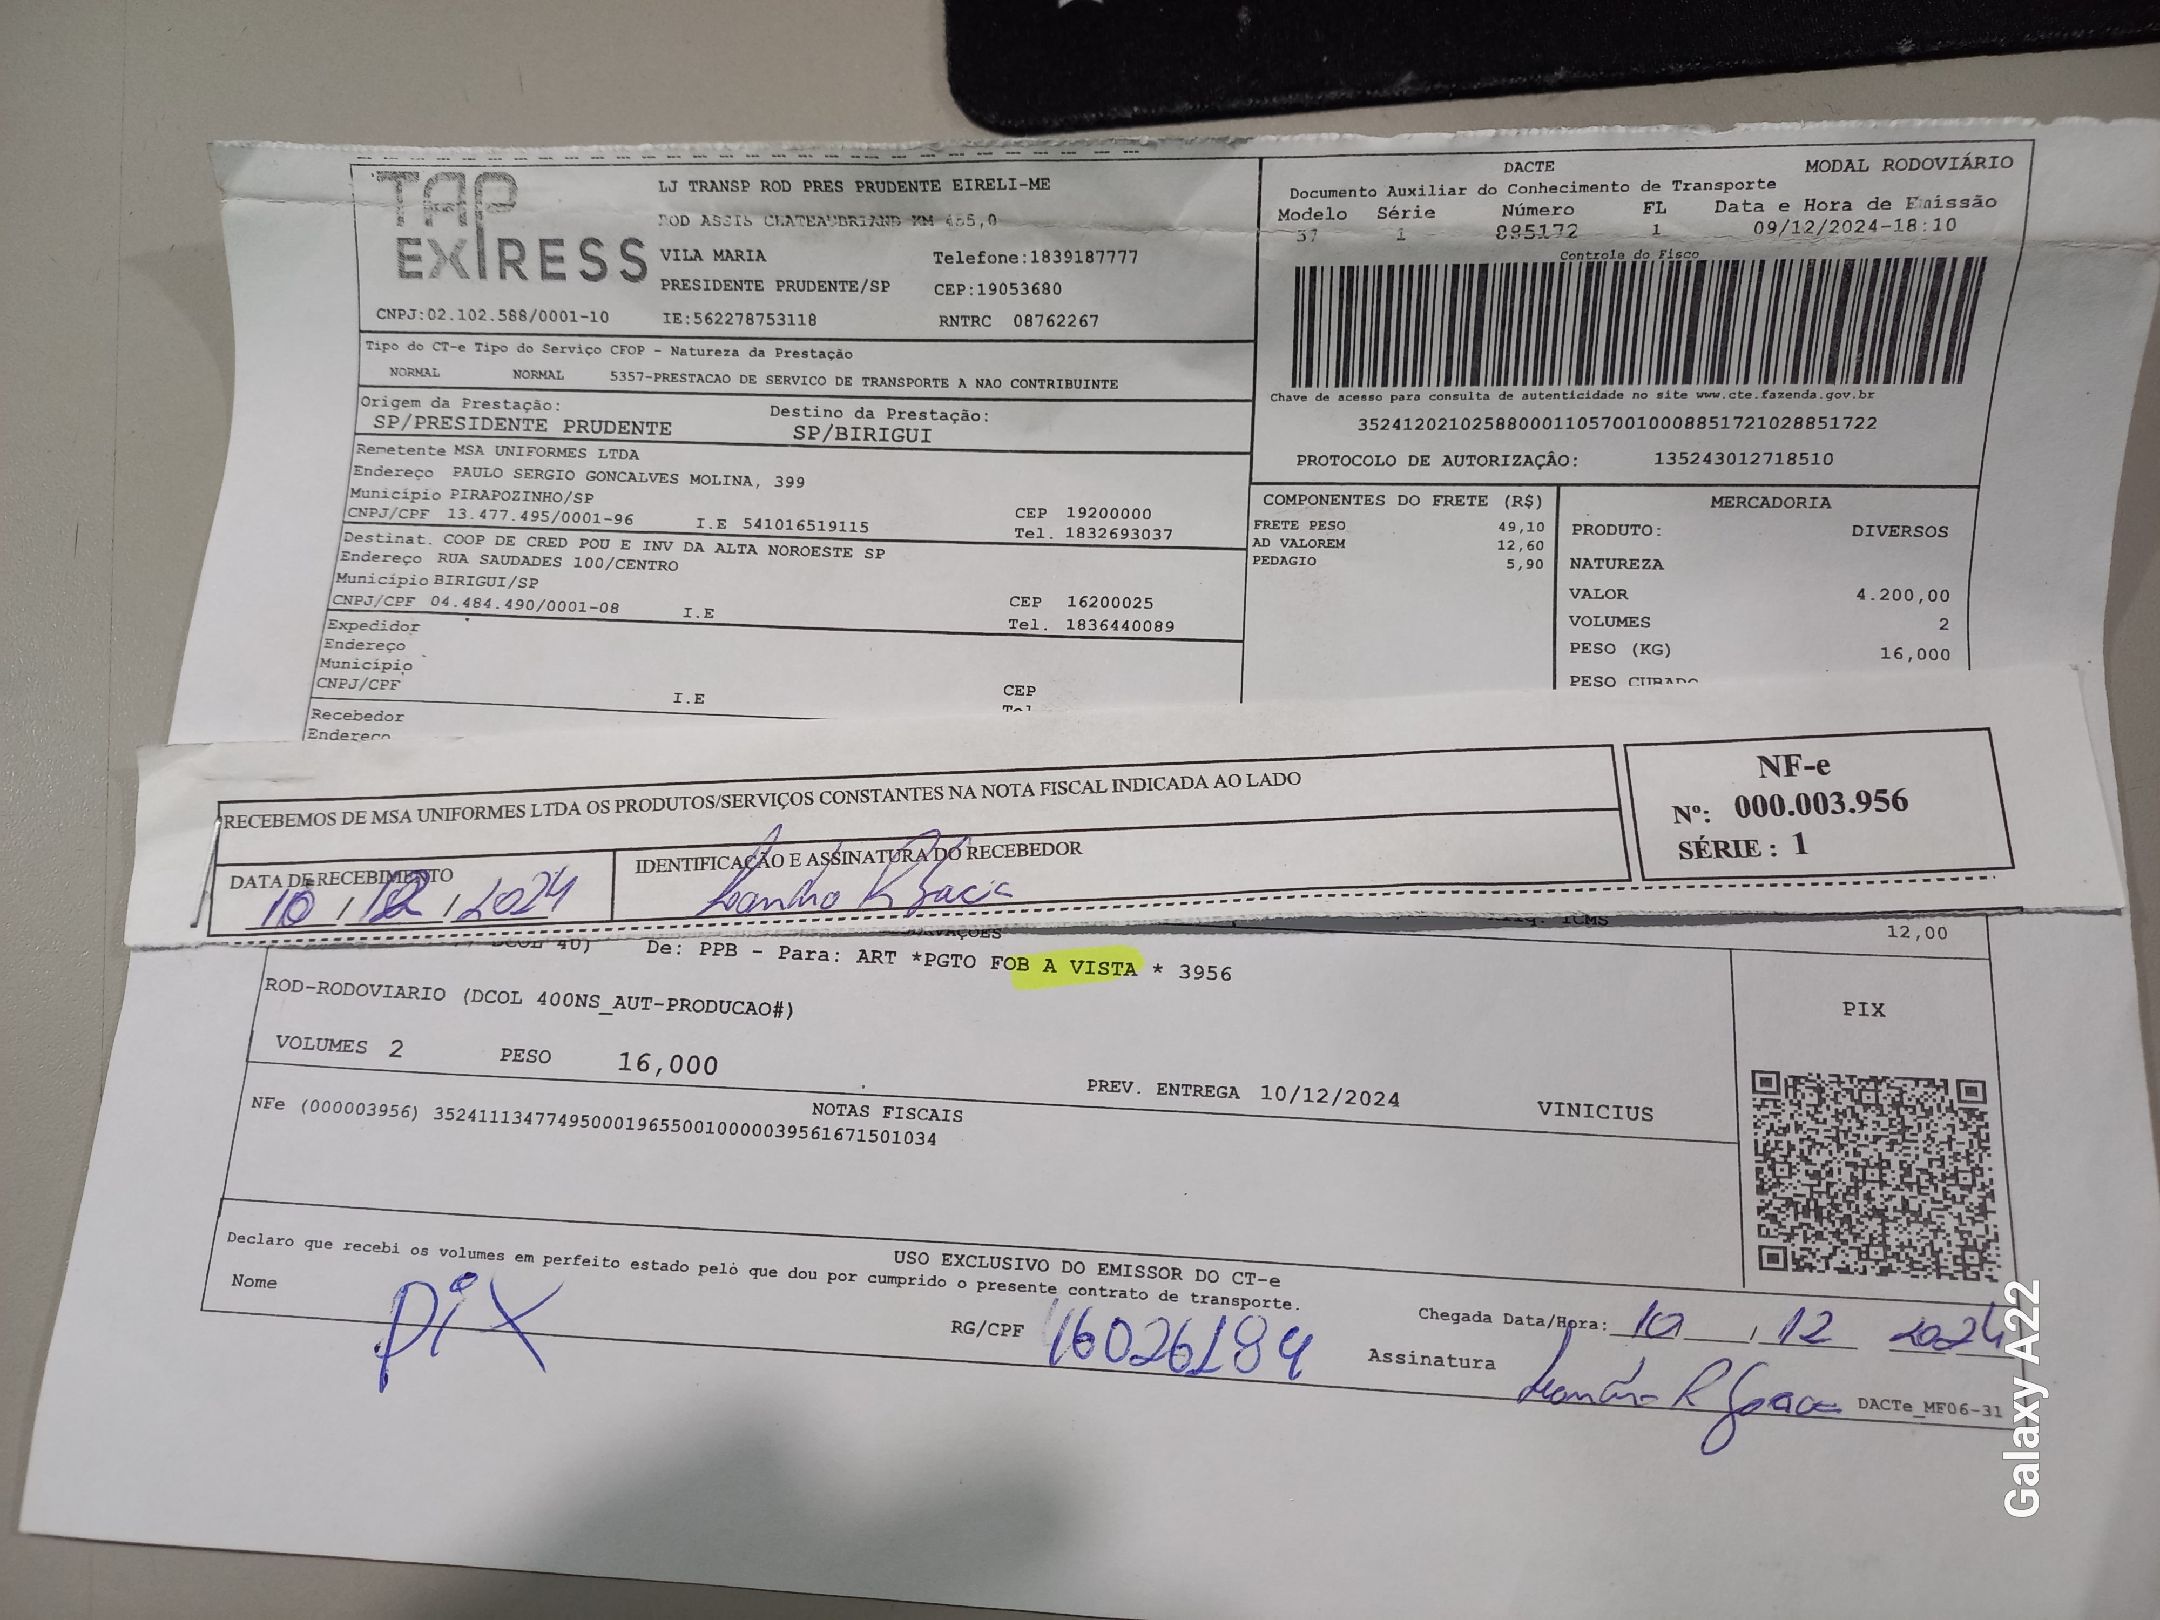 TAP
EXPRESS
LJ TRANSP ROD PRES PRUDENTE EIRELI-ME
ROD ASSIS CHATEAUBRIAND KM 455,0
VILA MARIA Telefone:1839187777
PRESIDENTE PRUDENTE/SP CEP:19053680
CNPJ:02.102.588/0001-10 IE:562278753118 RNTRC 08762267
DACTE MODAL RODOVIÁRIO
Documento Auxiliar do Conhecimento de Transporte
Modelo Série Número FL Data e Hora de Emissão
57 1 885172 1 09/12/2024-18:10
Controle do Fisco
Chave de acesso para consulta de autenticidade no site www.cte.fazenda.gov.br
35241202102588000110570010008851721028851722
PROTOCOLO DE AUTORIZAÇÂO: 135243012718510
Tipo do CT-e Tipo do Serviço CFOP - Natureza da Prestação
NORMAL NORMAL 5357-PRESTACAO DE SERVICO DE TRANSPORTE A NAO CONTRIBUINTE
Origem da Prestação: Destino da Prestação:
SP/PRESIDENTE PRUDENTE SP/BIRIGUI
Remetente MSA UNIFORMES LTDA
Endereço PAULO SERGIO GONCALVES MOLINA, 399
Município PIRAPOZINHO/SP CEP 19200000
CNPJ/CPF 13.477.495/0001-96 I.E 541016519115 Tel. 1832693037
Destinat. COOP DE CRED POU E INV DA ALTA NOROESTE SP
Endereço RUA SAUDADES 100/CENTRO
Município BIRIGUI/SP CEP 16200025
CNPJ/CPF 04.484.490/0001-08 I.E Tel. 1836440089
Expedidor
Endereço
Município CEP
CNPJ/CPF I.E Tel
Recebedor
Endereço
COMPONENTES DO FRETE (R$)
FRETE PESO 49,10
AD VALOREM 12,60
PEDAGIO 5,90
MERCADORIA
PRODUTO: DIVERSOS
NATUREZA
VALOR 4.200,00
VOLUMES 2
PESO (KG) 16,000
PESO CUBADO
RECEBEMOS DE MSA UNIFORMES LTDA OS PRODUTOS/SERVIÇOS CONSTANTES NA NOTA FISCAL INDICADA AO LADO
DATA DE RECEBIMENTO IDENTIFICAÇÃO E ASSINATURA DO RECEBEDOR
10 / 12 / 2024
NF-e
Nº: 000.003.956
SÉRIE : 1
ICMS
12,00
De: PPB - Para: ART *PGTO FOB A VISTA * 3956
ROD-RODOVIARIO (DCOL 400NS_AUT-PRODUCAO#)
VOLUMES 2 PESO 16,000
PREV. ENTREGA 10/12/2024 VINICIUS
PIX
NOTAS FISCAIS
NFe (000003956) 35241113477495000196550010000039561671501034
USO EXCLUSIVO DO EMISSOR DO CT-e
Declaro que recebi os volumes em perfeito estado pelo que dou por cumprido o presente contrato de transporte.
Nome PIX RG/CPF 16026184 Chegada Data/Hora: 10 / 12 2024
Assinatura DACTe_MF06-31
Galaxy A22